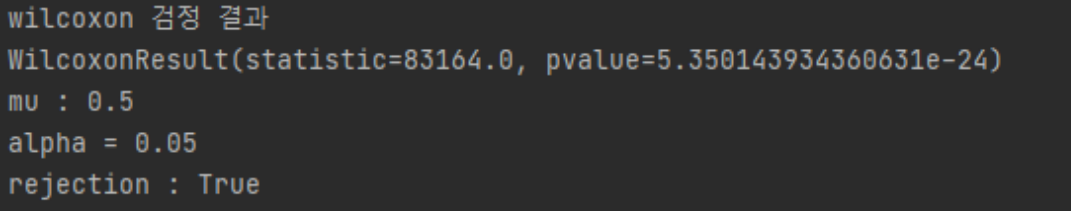 wilcoxon 검정 결과
WilcoxonResult(statistic=83164.0, pvalue=5.350143934360631e-24)
mu : 0.5
alpha = 0.05
rejection : True